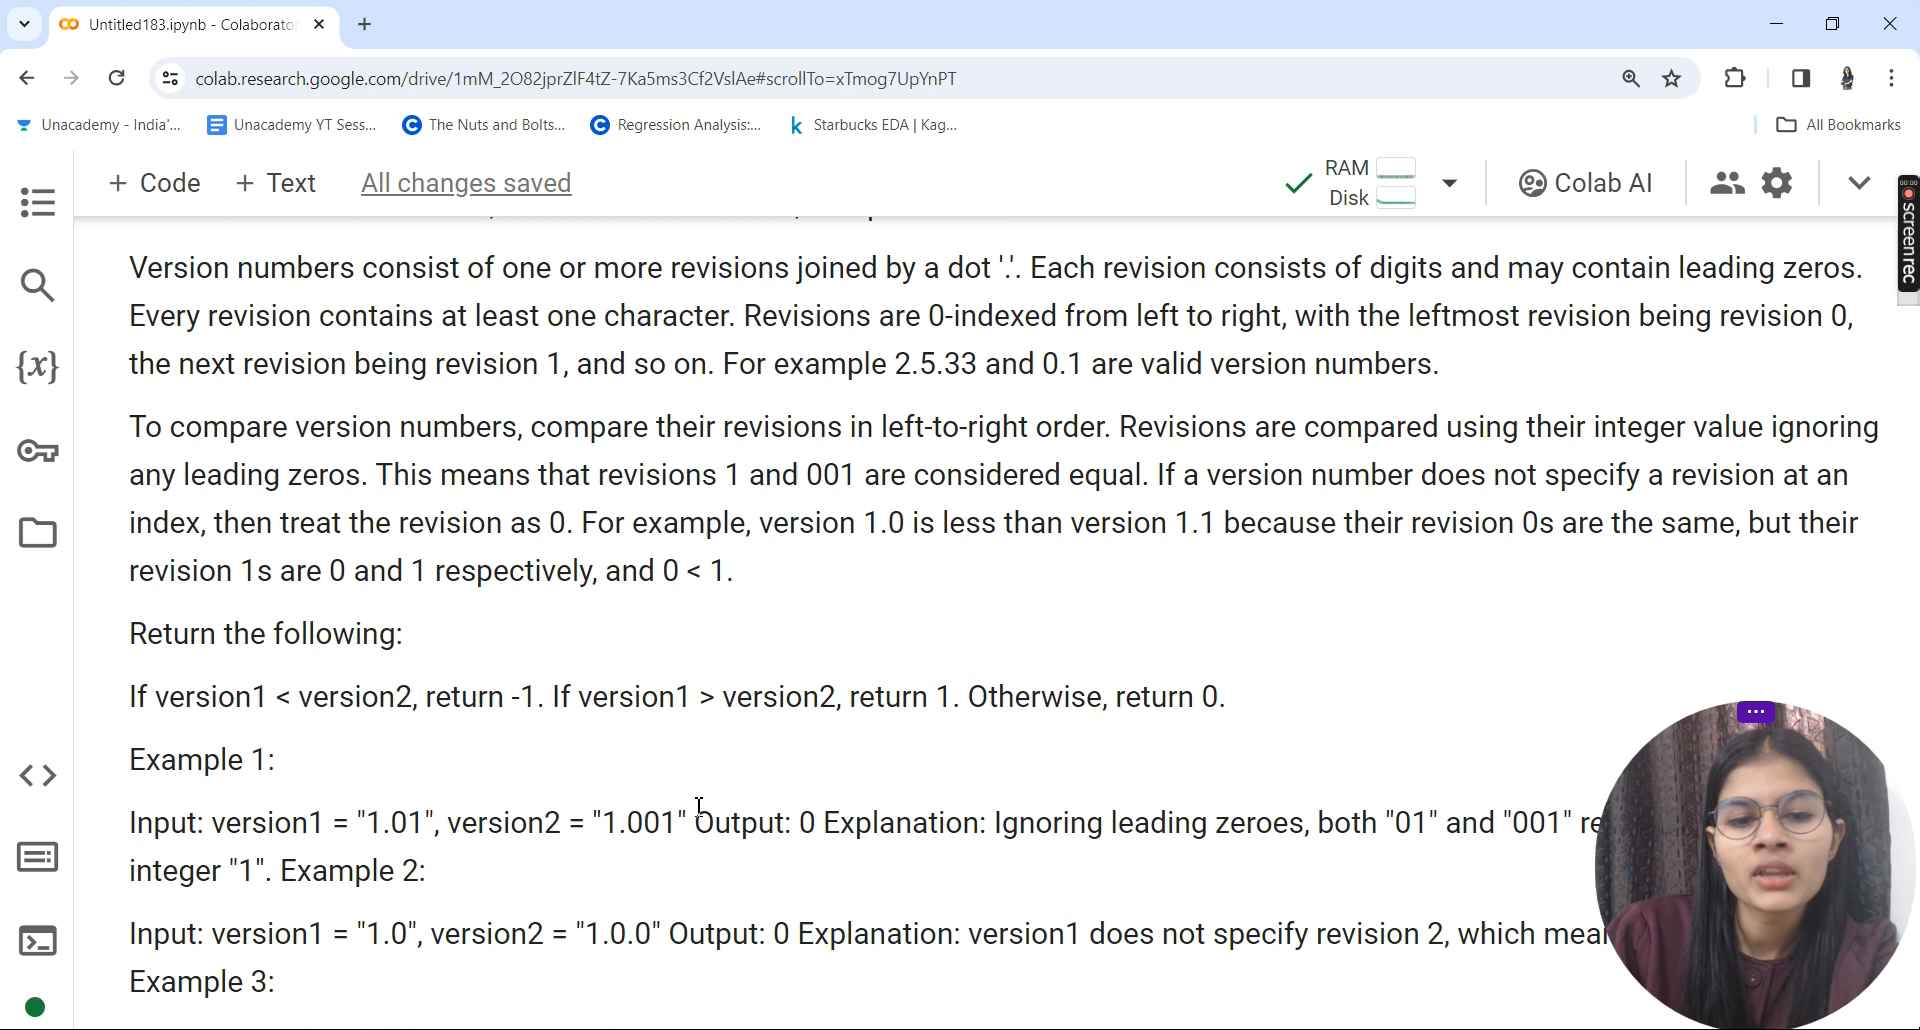 Untitled183.ipynb - Colaborato
colab.research.google.com/drive/1mM_2O82jprZlF4tZ-7Ka5ms3Cf2VslAe#scrollTo=xTmog7UpYnPT
Unacademy - India'... Unacademy YT Sess... The Nuts and Bolts... Regression Analysis:... Starbucks EDA | Kag... All Bookmarks
+ Code + Text All changes saved RAM Disk Colab AI
00:00 screenrec
Version numbers consist of one or more revisions joined by a dot '.'. Each revision consists of digits and may contain leading zeros.
Every revision contains at least one character. Revisions are 0-indexed from left to right, with the leftmost revision being revision 0,
the next revision being revision 1, and so on. For example 2.5.33 and 0.1 are valid version numbers.
To compare version numbers, compare their revisions in left-to-right order. Revisions are compared using their integer value ignoring
any leading zeros. This means that revisions 1 and 001 are considered equal. If a version number does not specify a revision at an
index, then treat the revision as 0. For example, version 1.0 is less than version 1.1 because their revision 0s are the same, but their
revision 1s are 0 and 1 respectively, and 0 < 1.
Return the following:
If version1 < version2, return -1. If version1 > version2, return 1. Otherwise, return 0.
Example 1:
Input: version1 = "1.01", version2 = "1.001" Output: 0 Explanation: Ignoring leading zeroes, both "01" and "001" re
integer "1". Example 2:
Input: version1 = "1.0", version2 = "1.0.0" Output: 0 Explanation: version1 does not specify revision 2, which mea
Example 3: